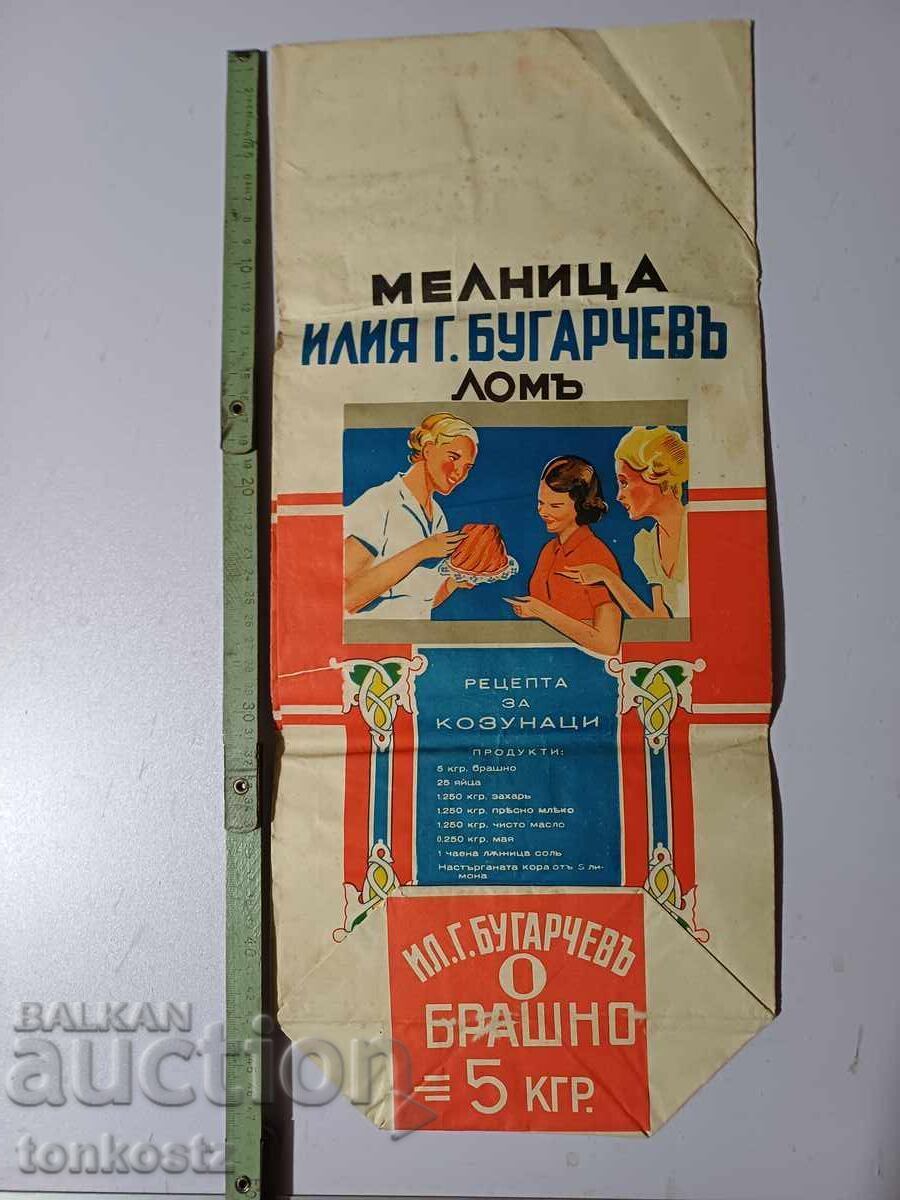 МЕЛНИЦА
ИЛИЯ Г. БУГАРЧЕВЪ
ЛОМЪ
РЕЦЕПТА
ЗА
КОЗУНАЦИ
ПРОДУКТИ:
5 кгр. брашно
25 яйца
1.250 кгр. захарь
1.250 кгр. прѣсно млѣко
1.250 кгр. чисто масло
0,250 кгр. мая
1 чаена лѫжица соль
Настърганата кора отъ 5 ли-
мона
ИЛ. Г. БУГАРЧЕВЪ
0
БРАШНО
= 5 КГР.
BALKAN
auction
tonkostz